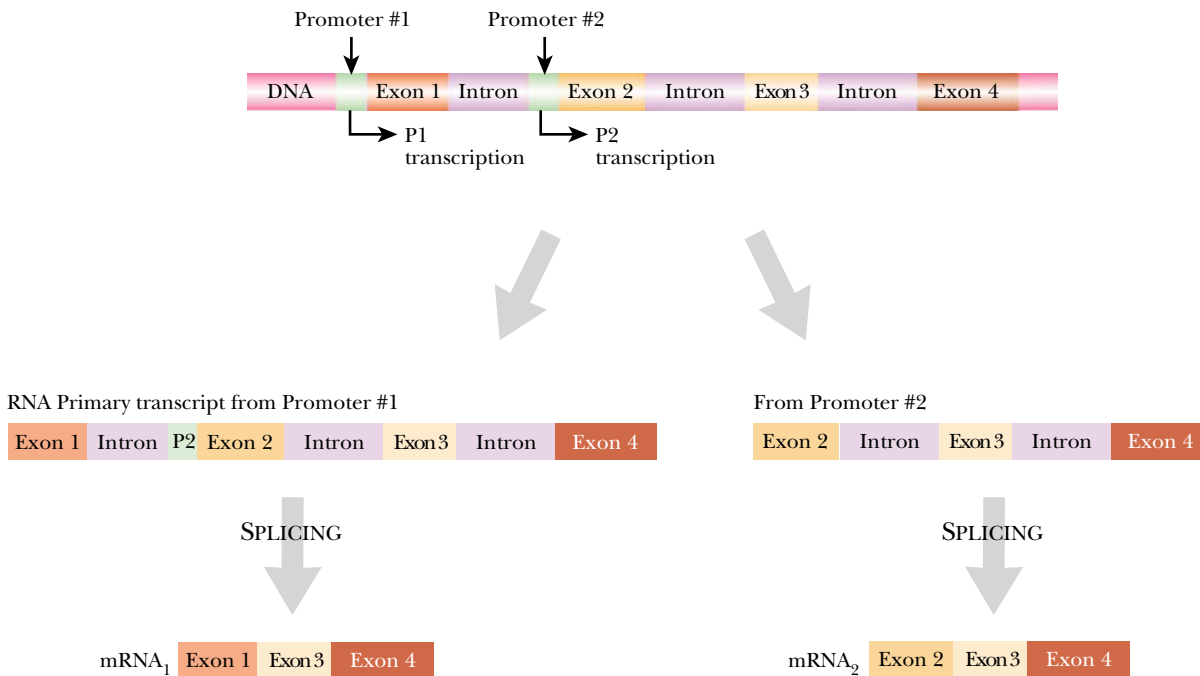 Promoter #1 Promoter #2
DNA Exon 1 Intron Exon 2 Intron Exon 3 Intron Exon 4
P1 transcription
P2 transcription
RNA Primary transcript from Promoter #1
Exon 1 Intron P2 Exon 2 Intron Exon 3 Intron Exon 4
From Promoter #2
Exon 2 Intron Exon 3 Intron Exon 4
SPLICING
SPLICING
mRNA₁ Exon 1 Exon 3 Exon 4
mRNA₂ Exon 2 Exon 3 Exon 4